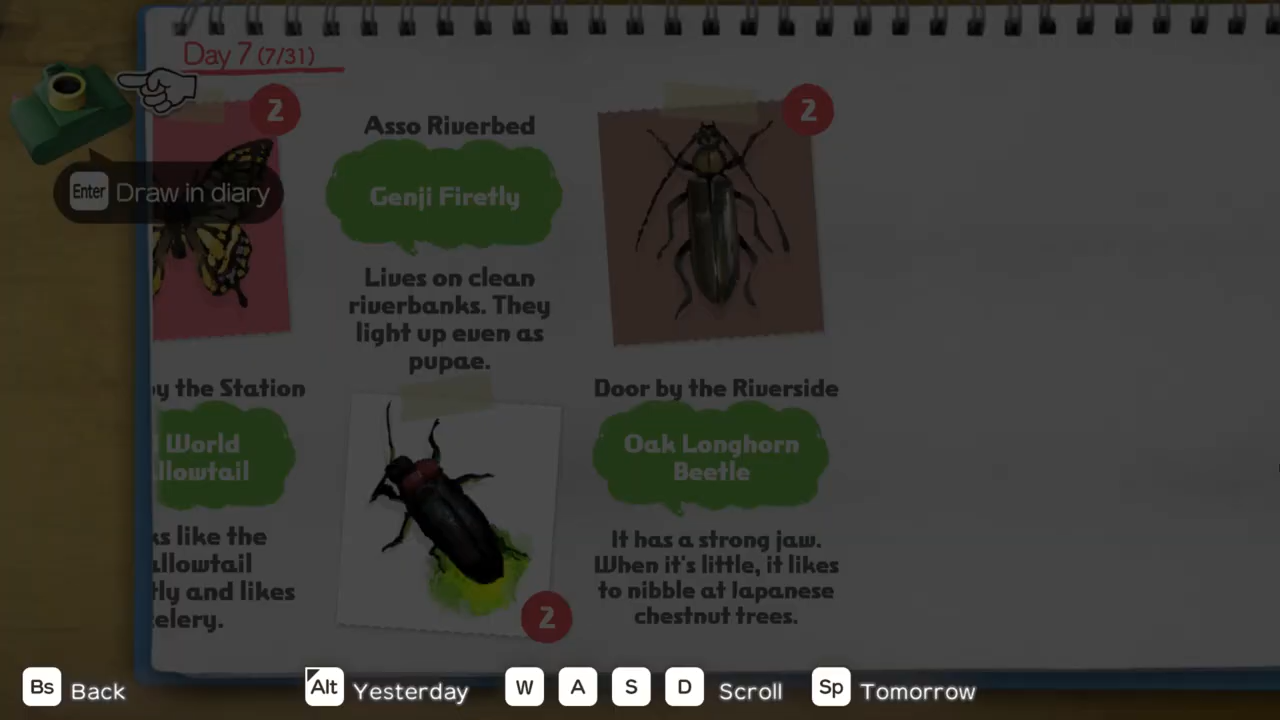 Day 7 (7/31)
2
Asso Riverbed
Genji Firefly
Lives on clean
riverbanks. They
light up even as
pupae.
2
Enter Draw in diary
by the Station
World
llowtail
ks like the
allowtail
tly and likes
elery.
2
Door by the Riverside
Oak Longhorn
Beetle
It has a strong jaw.
When it's little, it likes
to nibble at Japanese
chestnut trees.
Bs Back
Alt Yesterday
W A S D Scroll
Sp Tomorrow